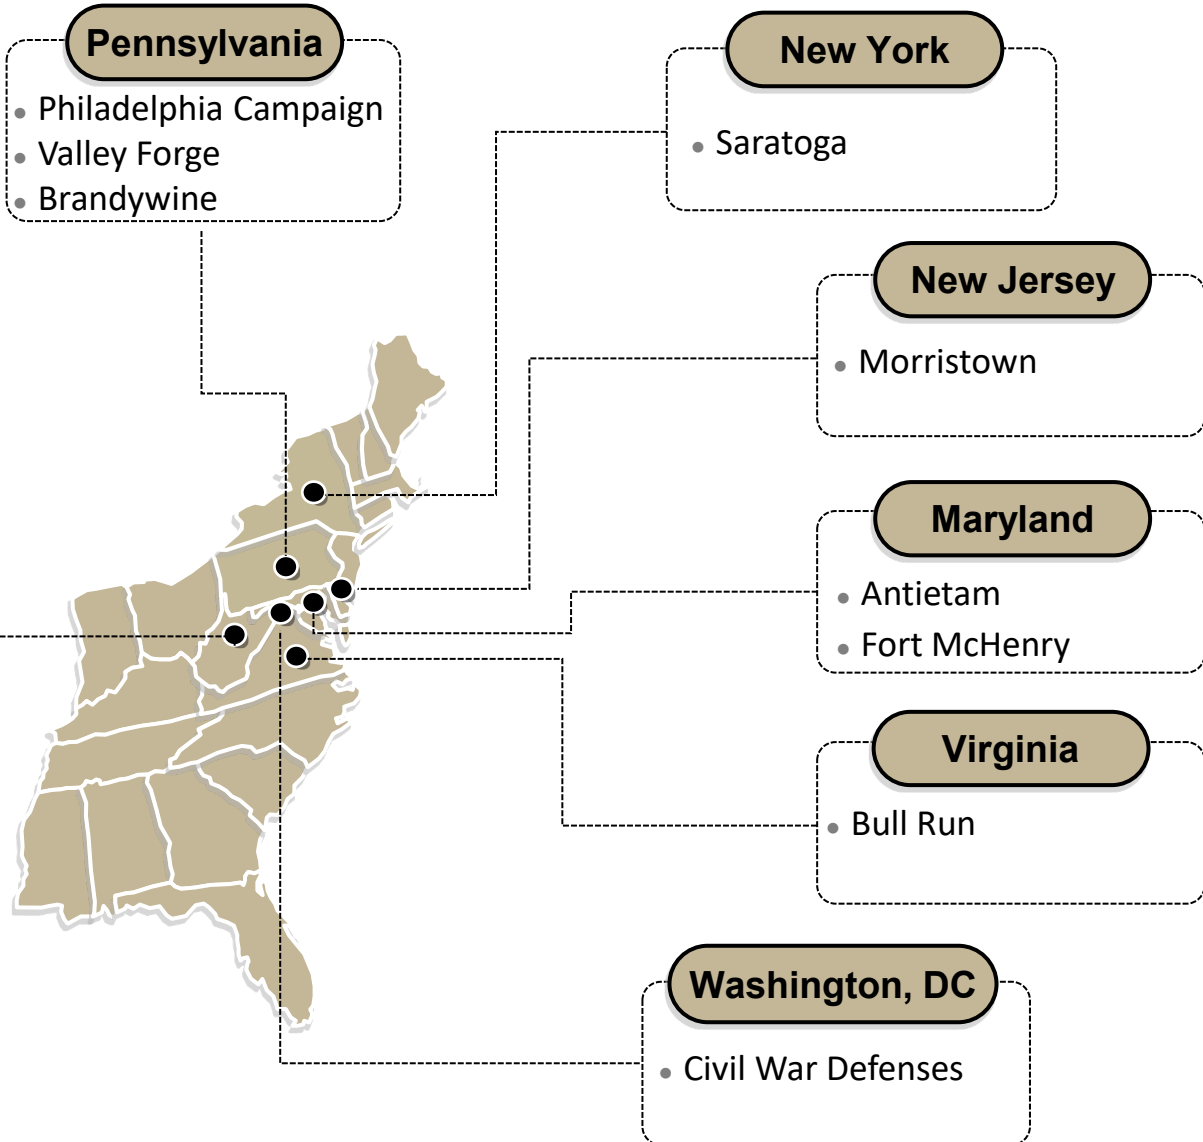 Pennsylvania
• Philadelphia Campaign
• Valley Forge
• Brandywine
New York
• Saratoga
New Jersey
• Morristown
Maryland
• Antietam
• Fort McHenry
Virginia
• Bull Run
Washington, DC
• Civil War Defenses